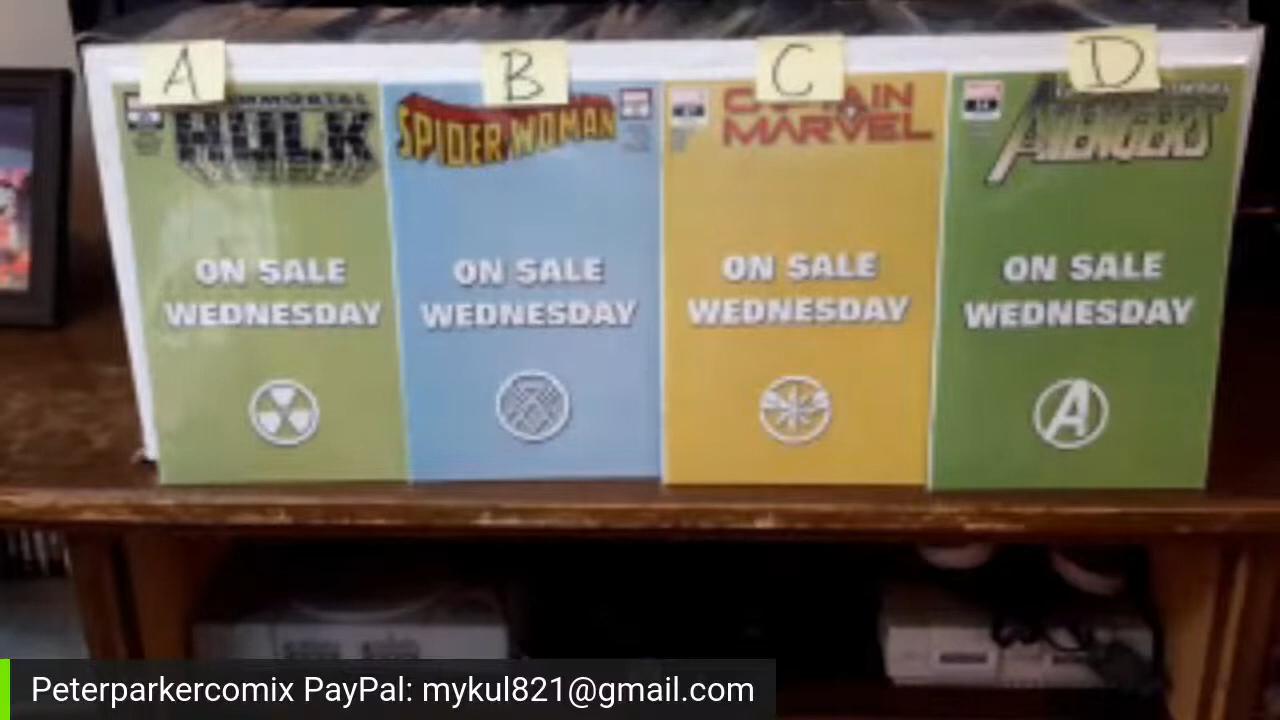 A
B
C
D
IMMORTAL
HULK
SPIDER-WOMAN
CAPTAIN
MARVEL
AVENGERS
ON SALE
WEDNESDAY
ON SALE
WEDNESDAY
ON SALE
WEDNESDAY
ON SALE
WEDNESDAY
A
Peterparkercomix PayPal: mykul821@gmail.com